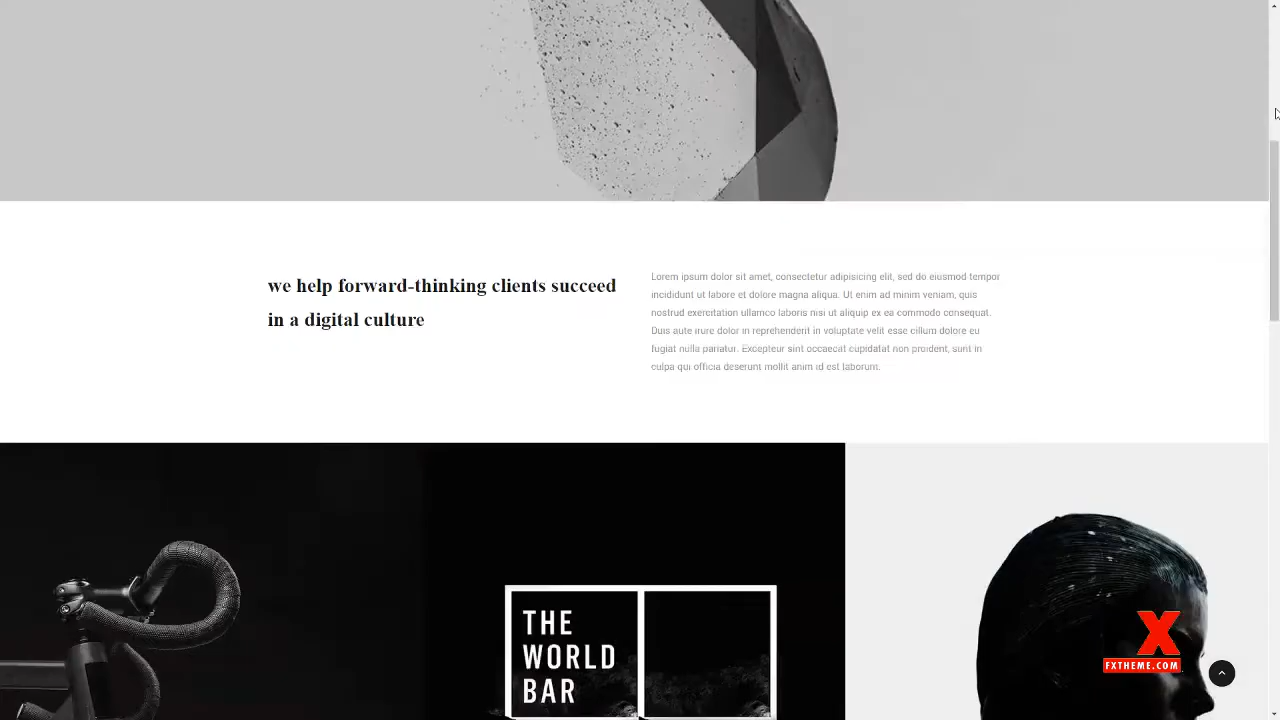 we help forward-thinking clients succeed
in a digital culture
Lorem ipsum dolor sit amet, consectetur adipisicing elit, sed do eiusmod tempor
incididunt ut labore et dolore magna aliqua. Ut enim ad minim veniam, quis
nostrud exercitation ullamco laboris nisi ut aliquip ex ea commodo consequat.
Duis aute irure dolor in reprehenderit in voluptate velit esse cillum dolore eu
fugiat nulla pariatur. Excepteur sint occaecat cupidatat non proident, sunt in
culpa qui officia deserunt mollit anim id est laborum.
THE
WORLD
BAR
X
FXTHEME.COM